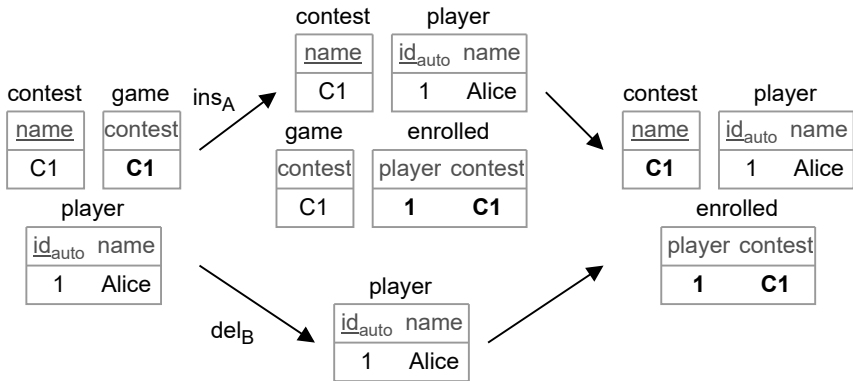 contest game
name contest
C1 C1
player
id_auto name
1 Alice
ins_A
del_B
contest player
name id_auto name
C1 1 Alice
game enrolled
contest player contest
C1 1 C1
player
id_auto name
1 Alice
contest player
name id_auto name
C1 1 Alice
enrolled
player contest
1 C1